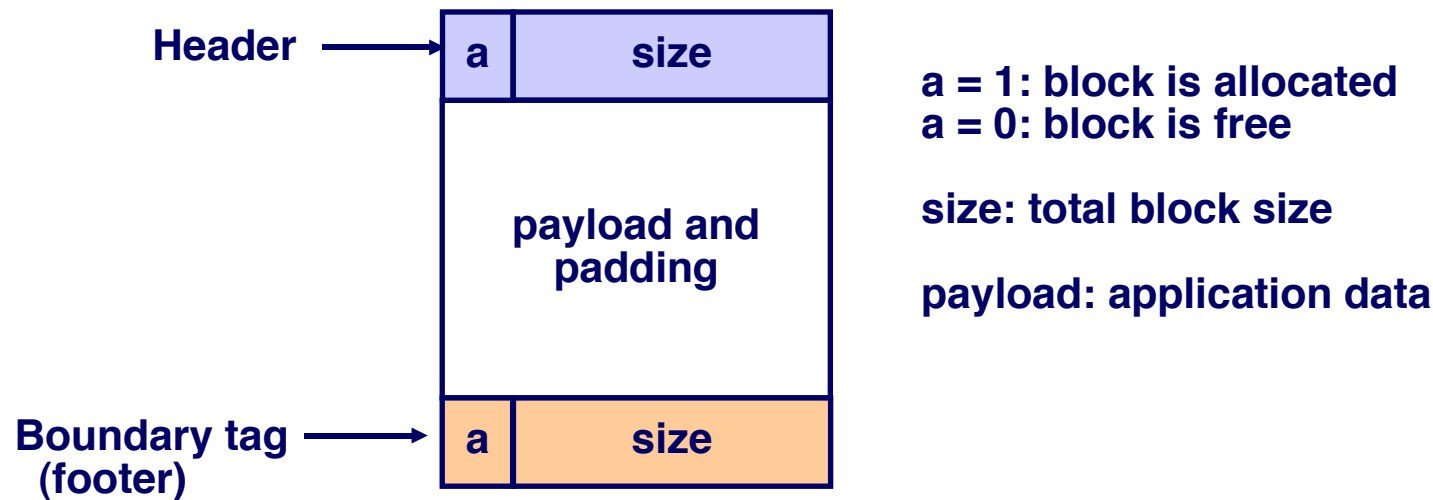 Header
a
size
a = 1: block is allocated
a = 0: block is free
size: total block size
payload: application data
payload and
padding
Boundary tag
(footer)
a
size